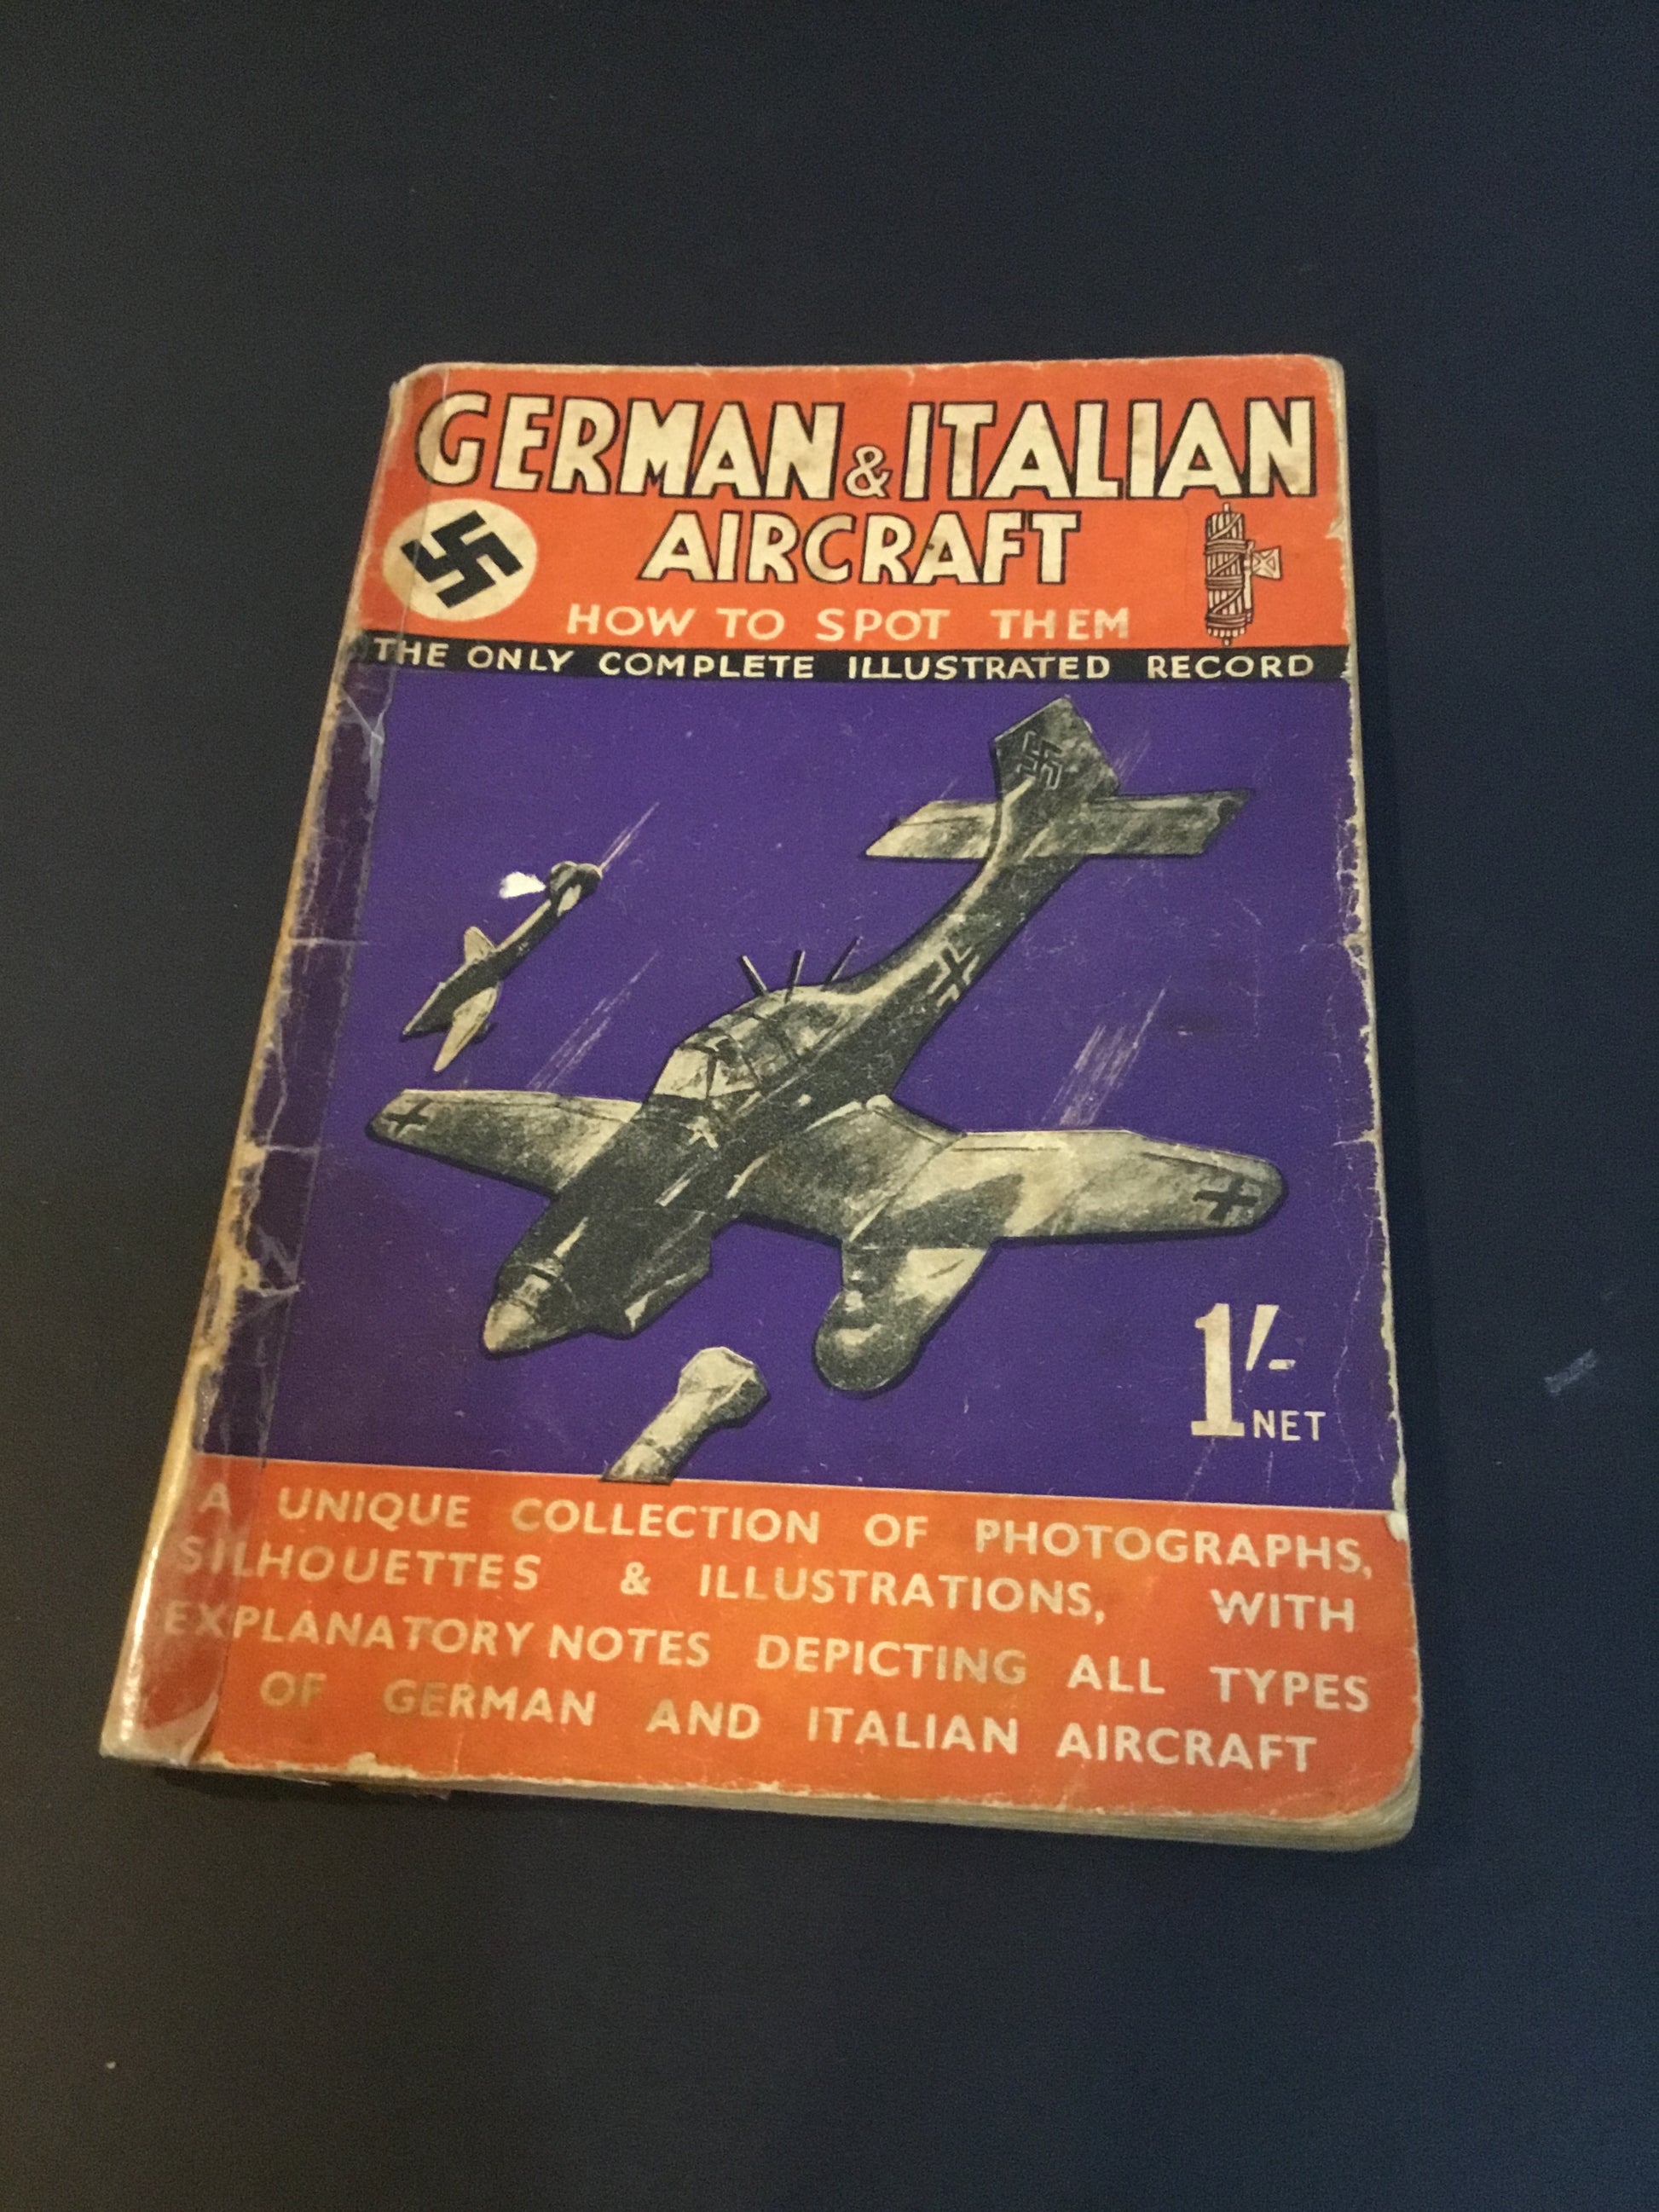 GERMAN & ITALIAN
AIRCRAFT
HOW TO SPOT THEM
THE ONLY COMPLETE ILLUSTRATED RECORD
1/-
NET
A UNIQUE COLLECTION OF PHOTOGRAPHS,
SILHOUETTES & ILLUSTRATIONS, WITH
EXPLANATORY NOTES DEPICTING ALL TYPES
OF GERMAN AND ITALIAN AIRCRAFT